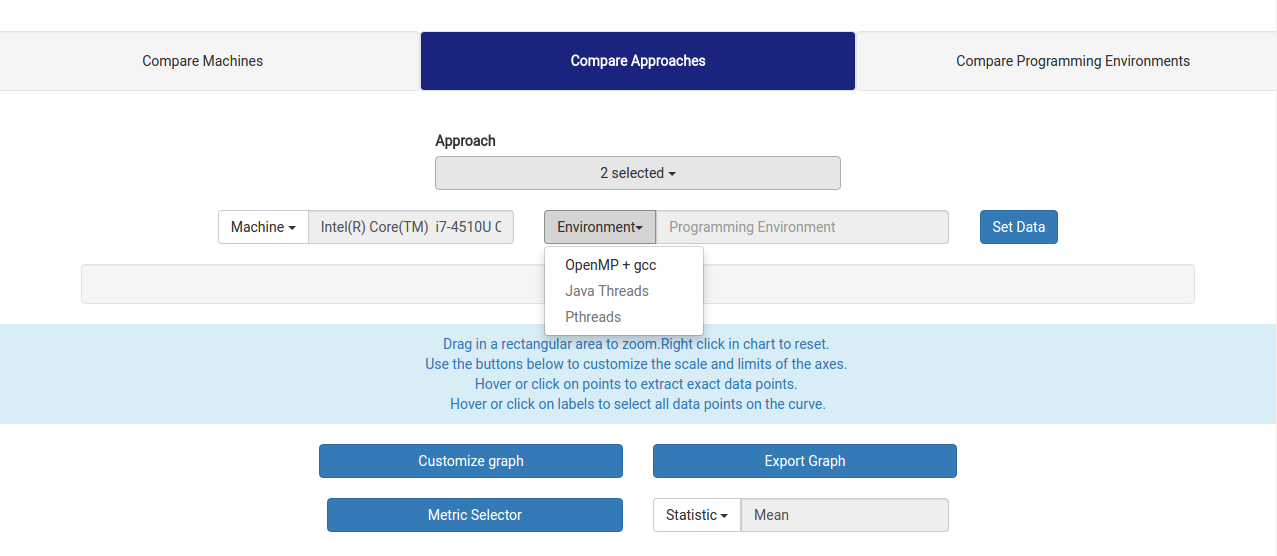 Compare Machines
Compare Approaches
Compare Programming Environments
Approach
2 selected
Machine
Intel(R) Core(TM) i7-4510U C
Environment
Programming Environment
Set Data
OpenMP + gcc
Java Threads
Pthreads
Drag in a rectangular area to zoom.Right click in chart to reset.
Use the buttons below to customize the scale and limits of the axes.
Hover or click on points to extract exact data points.
Hover or click on labels to select all data points on the curve.
Customize graph
Export Graph
Metric Selector
Statistic
Mean